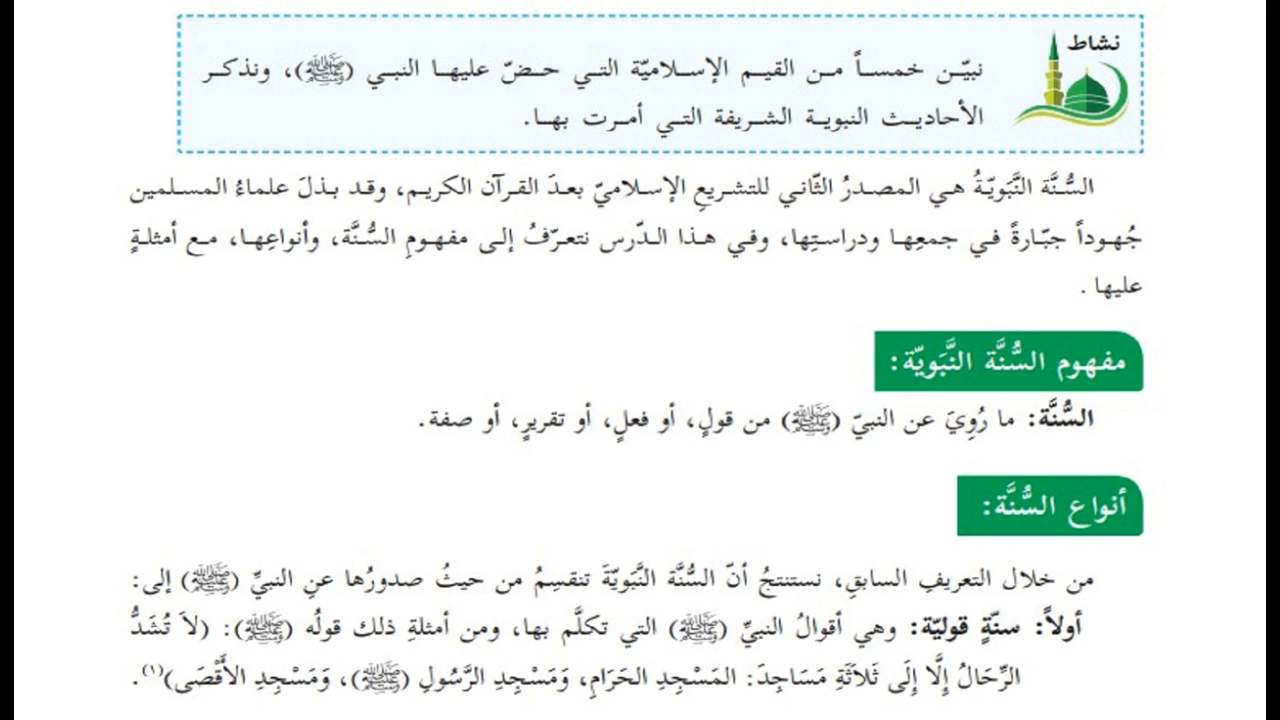 نشاط
نبيّن خمساً من القيم الإسلاميّة التي حضّ عليها النبي (ﷺ)، ونذكر
الأحاديث النبوية الشريفة التي أمرت بها.
السُّنَّة النَّبَويّةُ هي المصدرُ الثّاني للتشريعِ الإسلاميّ بعدَ القرآن الكريم، وقد بذلَ علماءُ المسلمين
جُهوداً جبّارةً في جمعِها ودراستِها، وفي هذا الدّرس نتعرّفُ إلى مفهومِ السُّنَّة، وأنواعِها، مع أمثلةٍ
عليها .
مفهوم السُّنَّة النَّبَويّة:
السُّنَّة: ما رُوِيَ عن النبيّ (ﷺ) من قولٍ، أو فعلٍ، أو تقريرٍ، أو صفة.
أنواع السُّنَّة:
من خلال التعريفِ السابقِ، نستنتجُ أنّ السُّنَّة النَّبَويّةَ تنقسِمُ من حيثُ صدورُها عنِ النبيِّ (ﷺ) إلى:
أولاً: سنّةٍ قوليّة: وهي أقوالُ النبيِّ (ﷺ) التي تكلَّم بها، ومن أمثلةِ ذلك قولُه (ﷺ): (لاَ تُشَدُّ
الرِّحَالُ إِلَّا إِلَى ثَلاثَةِ مَسَاجِدَ: المَسْجِدِ الحَرَامِ، وَمَسْجِدِ الرَّسُولِ (ﷺ)، وَمَسْجِدِ الأَقْصَى)(١).